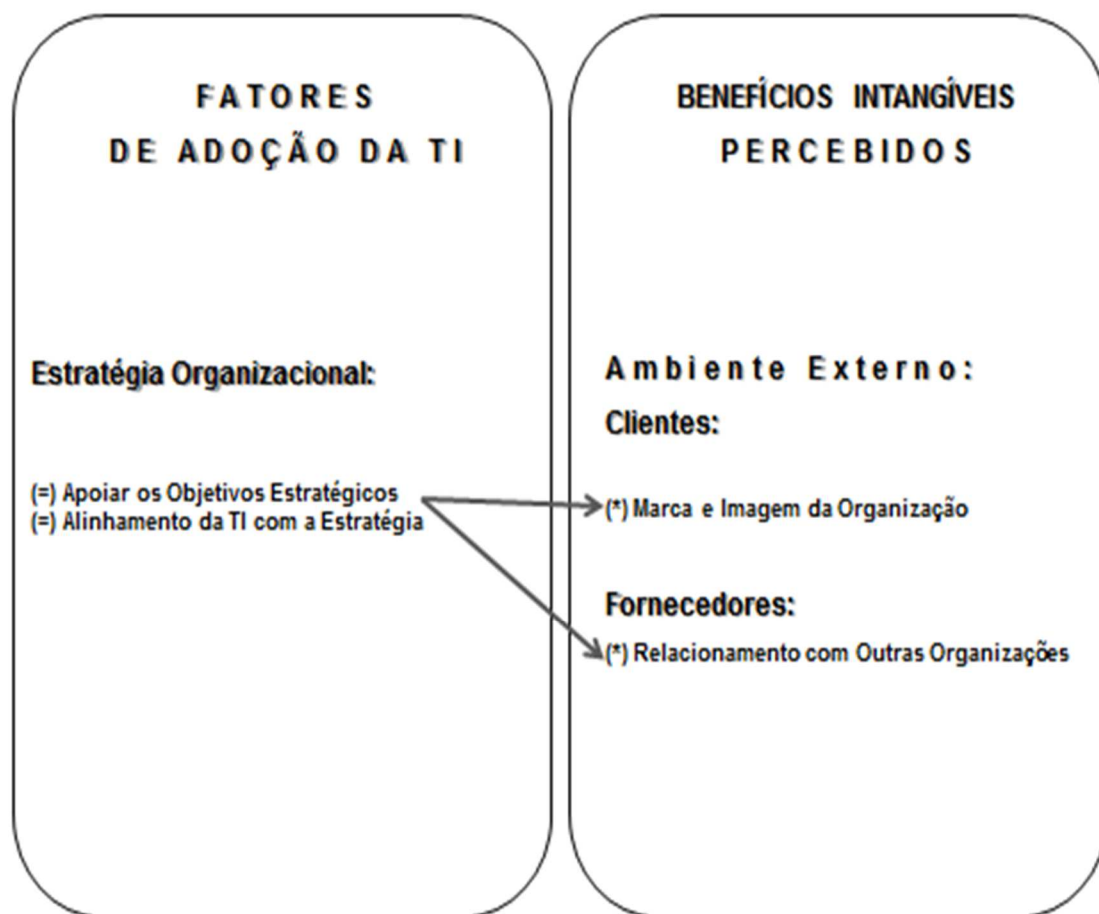 FATORES
DE ADOÇÃO DA TI
Estratégia Organizacional:
(=) Apoiar os Objetivos Estratégicos
(=) Alinhamento da TI com a Estratégia
BENEFÍCIOS INTANGÍVEIS
PERCEBIDOS
Ambiente Externo:
Clientes:
(*) Marca e Imagem da Organização
Fornecedores:
(*) Relacionamento com Outras Organizações